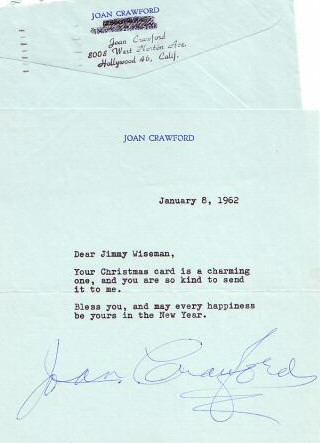 JOAN CRAWFORD
Joan Crawford
8008 West Norton Ave.
Hollywood 46, Calif.
JOAN CRAWFORD
January 8, 1962
Dear Jimmy Wiseman,
Your Christmas card is a charming
one, and you are so kind to send
it to me.
Bless you, and may every happiness
be yours in the New Year.
Joan Crawford